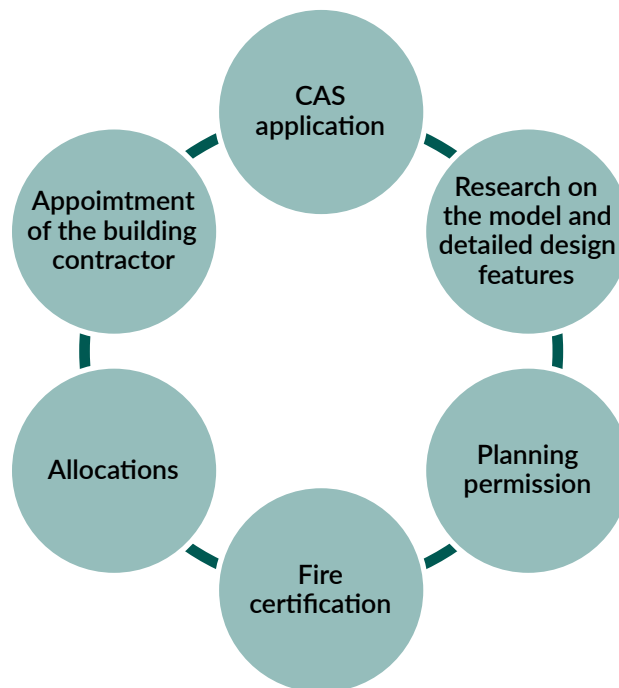 CAS
application
Research on
the model and
detailed design
features
Planning
permission
Fire
certification
Allocations
Appoimtment
of the building
contractor